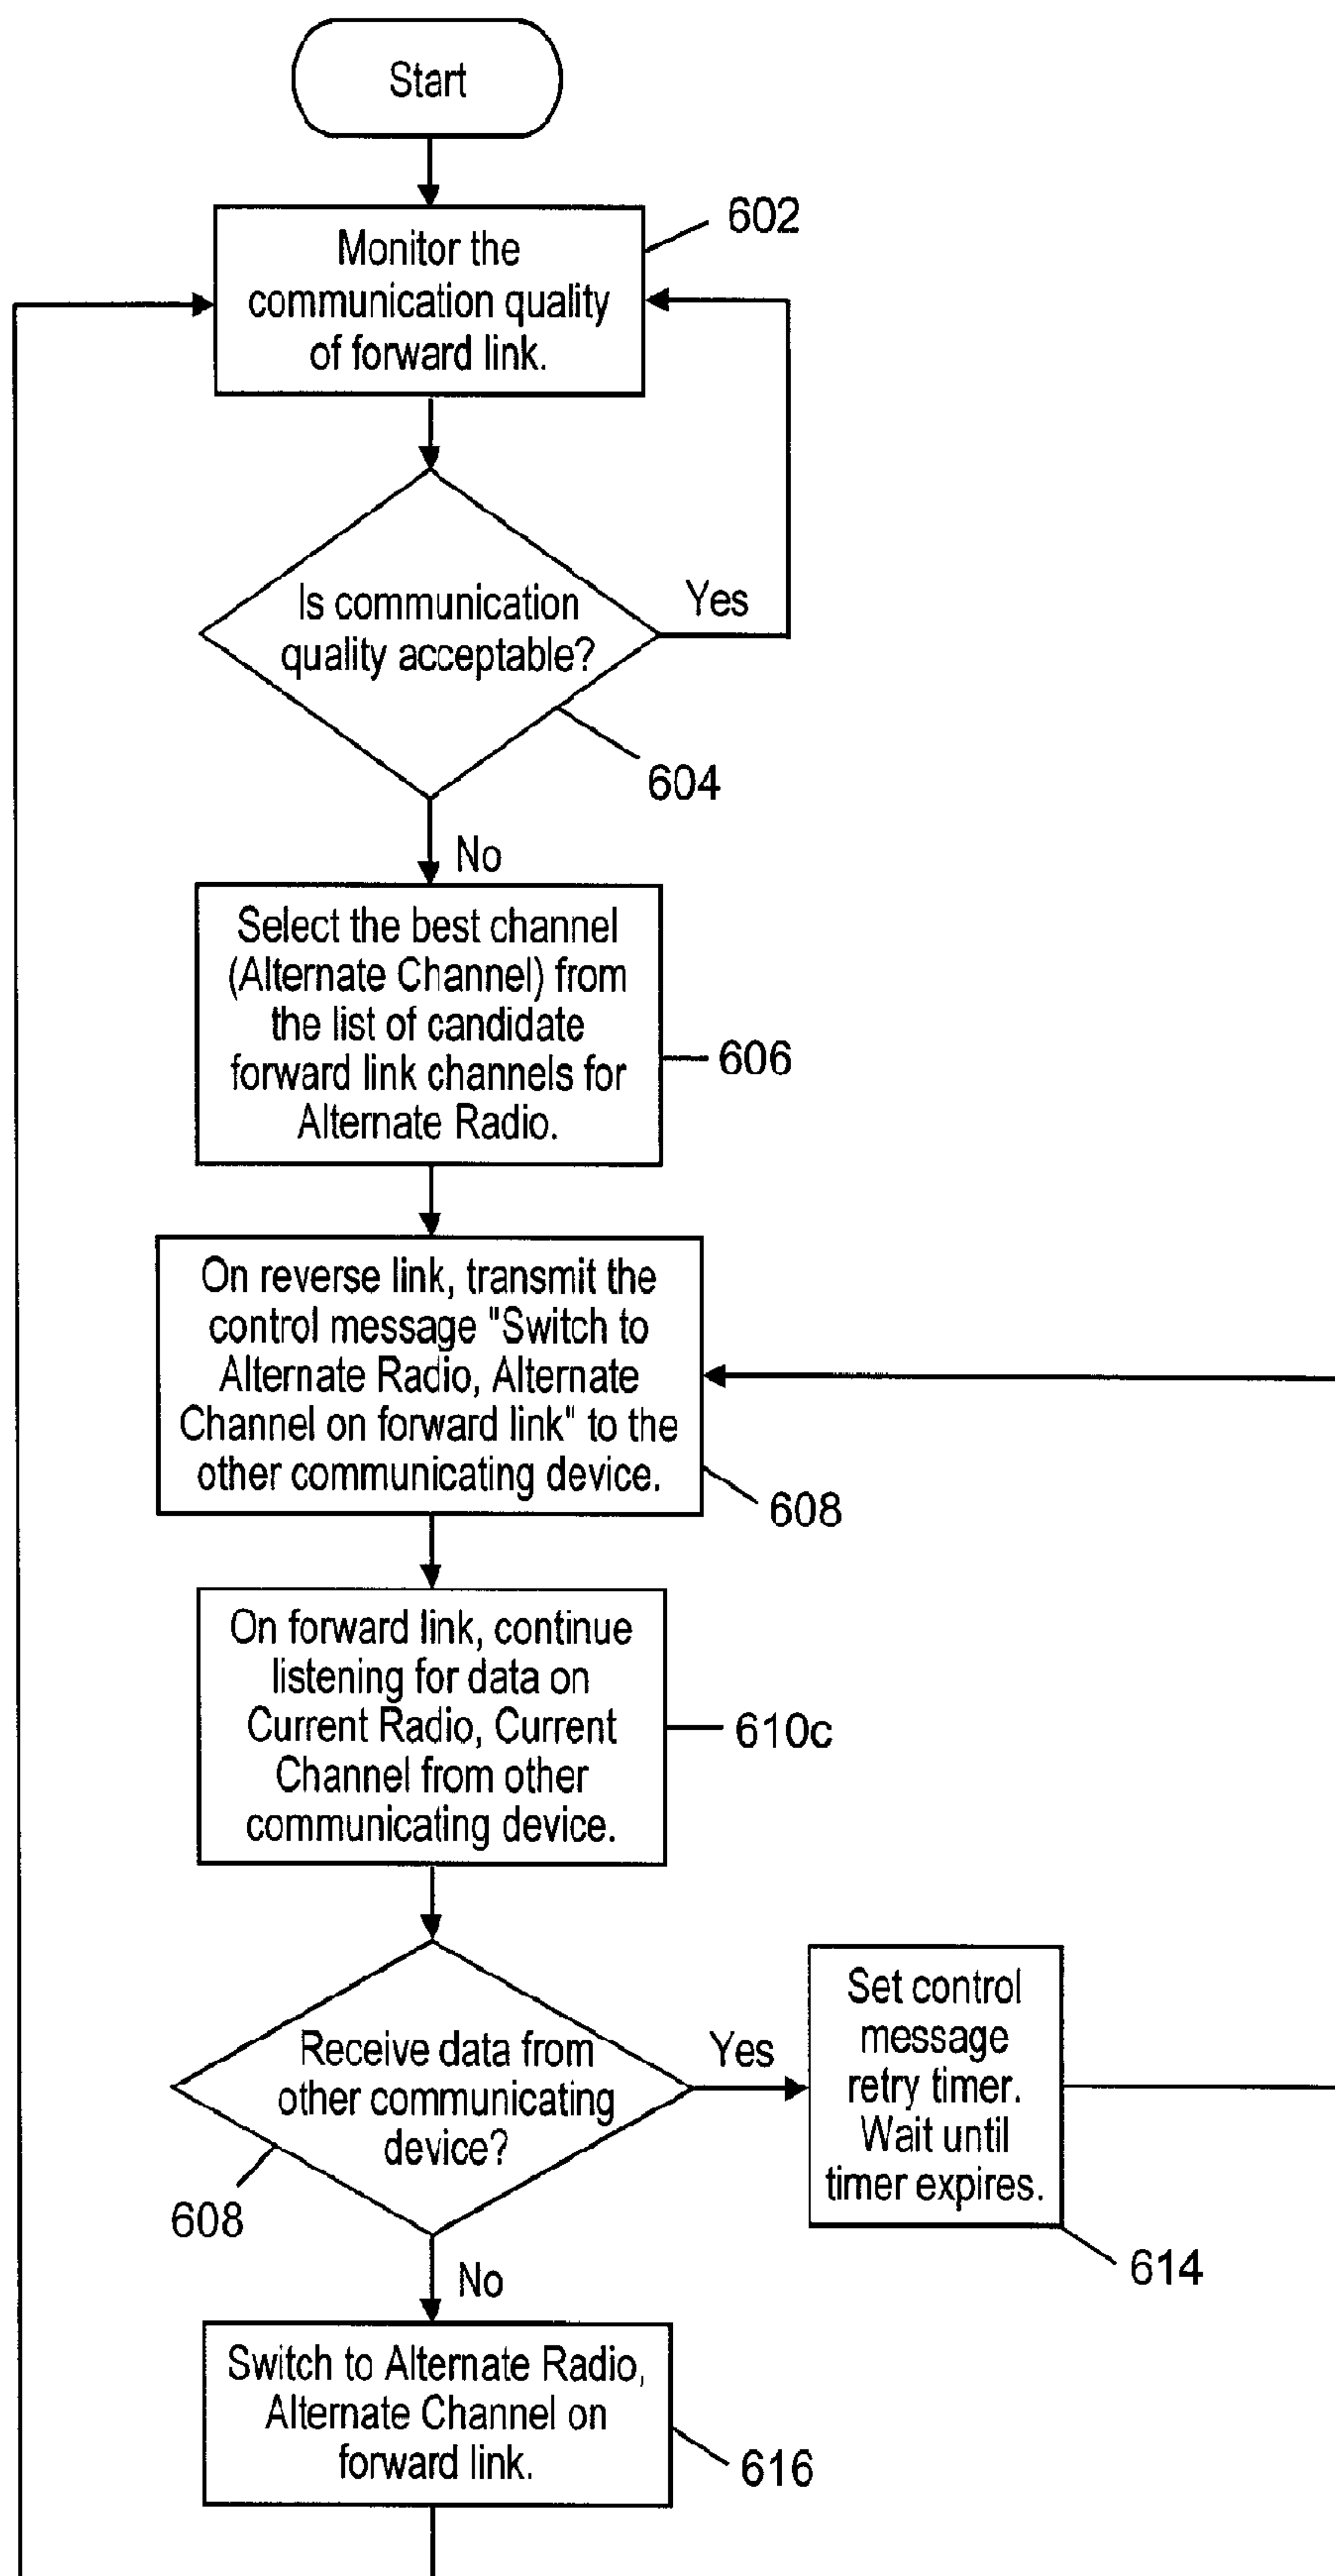 Start
602
Monitor the
communication quality
of forward link.
Is communication
quality acceptable?
Yes
604
No
Select the best channel
(Alternate Channel) from
the list of candidate
forward link channels for
Alternate Radio.
606
On reverse link, transmit the
control message "Switch to
Alternate Radio, Alternate
Channel on forward link" to the
other communicating device.
608
On forward link, continue
listening for data on
Current Radio, Current
Channel from other
communicating device.
610c
Receive data from
other communicating
device?
Yes
608
Set control
message
retry timer.
Wait until
timer expires.
614
No
Switch to Alternate Radio,
Alternate Channel on
forward link.
616